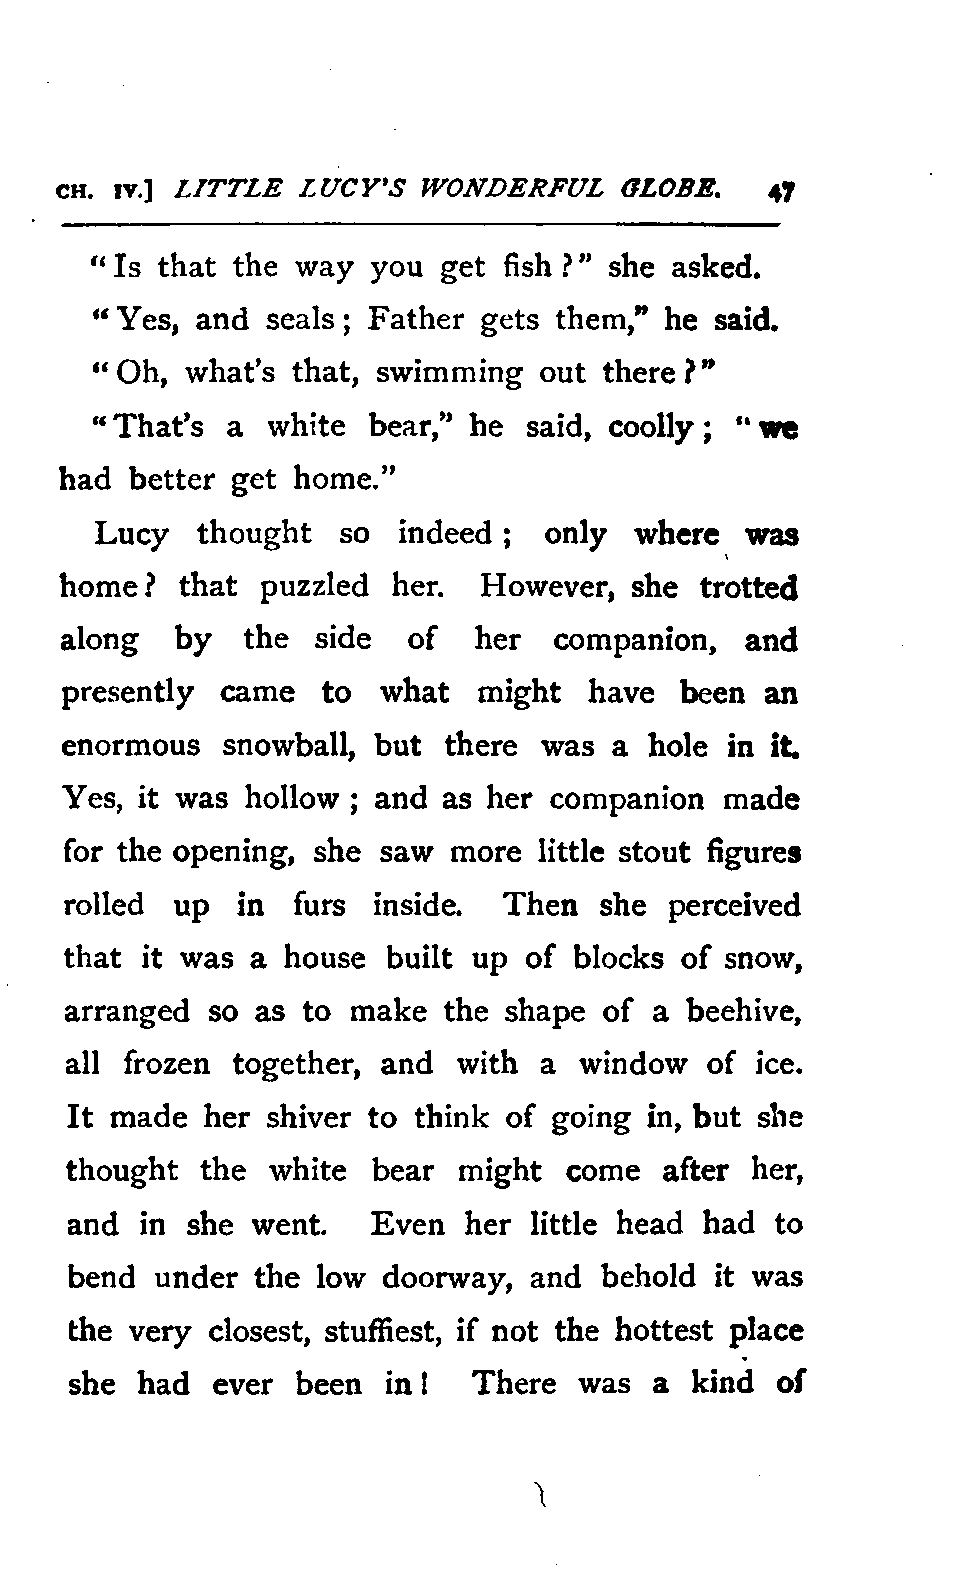 CH. IV.] LITTLE LUCY'S WONDERFUL GLOBE. 47
"Is that the way you get fish?" she asked.
"Yes, and seals; Father gets them," he said.
"Oh, what's that, swimming out there?"
"That's a white bear," he said, coolly; "we
had better get home."
Lucy thought so indeed; only where was
home? that puzzled her. However, she trotted
along by the side of her companion, and
presently came to what might have been an
enormous snowball, but there was a hole in it.
Yes, it was hollow; and as her companion made
for the opening, she saw more little stout figures
rolled up in furs inside. Then she perceived
that it was a house built up of blocks of snow,
arranged so as to make the shape of a beehive,
all frozen together, and with a window of ice.
It made her shiver to think of going in, but she
thought the white bear might come after her,
and in she went. Even her little head had to
bend under the low doorway, and behold it was
the very closest, stuffiest, if not the hottest place
she had ever been in! There was a kind of